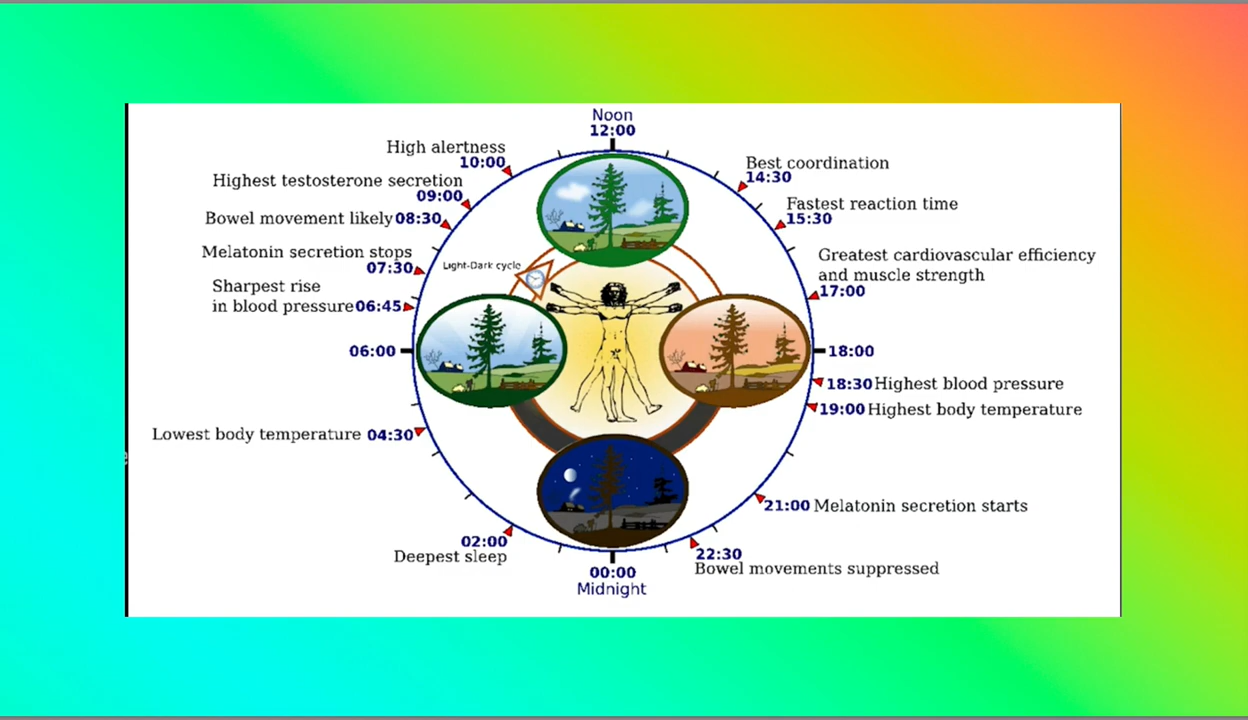 Noon
12:00
High alertness
10:00
Highest testosterone secretion
09:00
Bowel movement likely 08:30
Melatonin secretion stops
07:30
Sharpest rise
in blood pressure 06:45
06:00
Lowest body temperature 04:30
02:00
Deepest sleep
Light-Dark cycle
Best coordination
14:30
Fastest reaction time
15:30
Greatest cardiovascular efficiency
and muscle strength
17:00
18:00
18:30 Highest blood pressure
19:00 Highest body temperature
21:00 Melatonin secretion starts
22:30
Bowel movements suppressed
00:00
Midnight